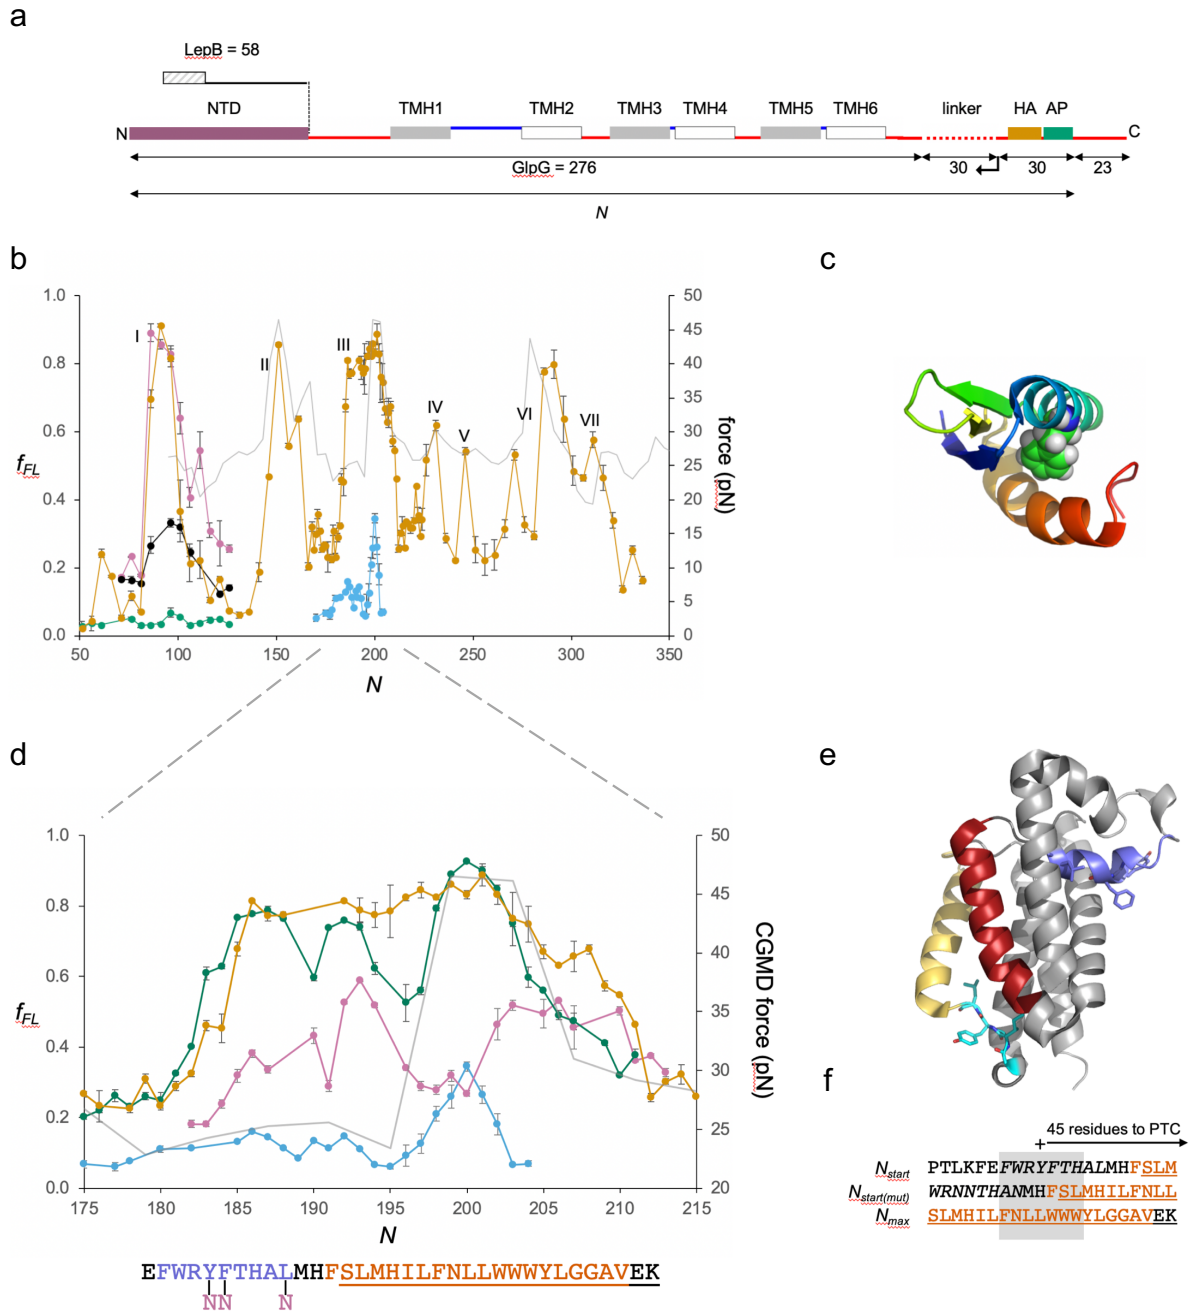 a
LepB = 58
NTD TMH1 TMH2 TMH3 TMH4 TMH5 TMH6 linker HA AP
N C
GlpG = 276 30 30 23
N
b
c
1.0 50
45
0.8 40
35
0.6 30
25
0.4 20
15
0.2 10
5
0.0 0
I II III IV V VI VII
fFL
force (pN)
50 100 150 200 250 300 350
N
d
e
1.0 50
45
0.8
40
0.6
35
0.4
30
0.2
25
0.0 20
fFL
CGMD force (pN)
175 180 185 190 195 200 205 210 215
N
EFWRYFTHALMHFSLMHILFNLLWWWYLGGAVEK
NN N
f
45 residues to PTC
+
Nstart PTLKFEFWRYFTHALMHFSLM
Nstart(mut) WRNNTHANMHFSLMHILFNLL
Nmax SLMHILFNLLWWWYLGGAVEK